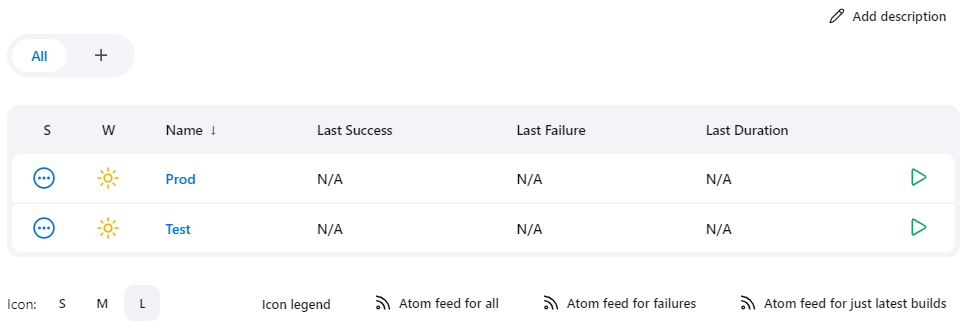 Add description
All +
S W Name ↓ Last Success Last Failure Last Duration
Prod N/A N/A N/A
Test N/A N/A N/A
Icon: S M L Icon legend Atom feed for all Atom feed for failures Atom feed for just latest builds